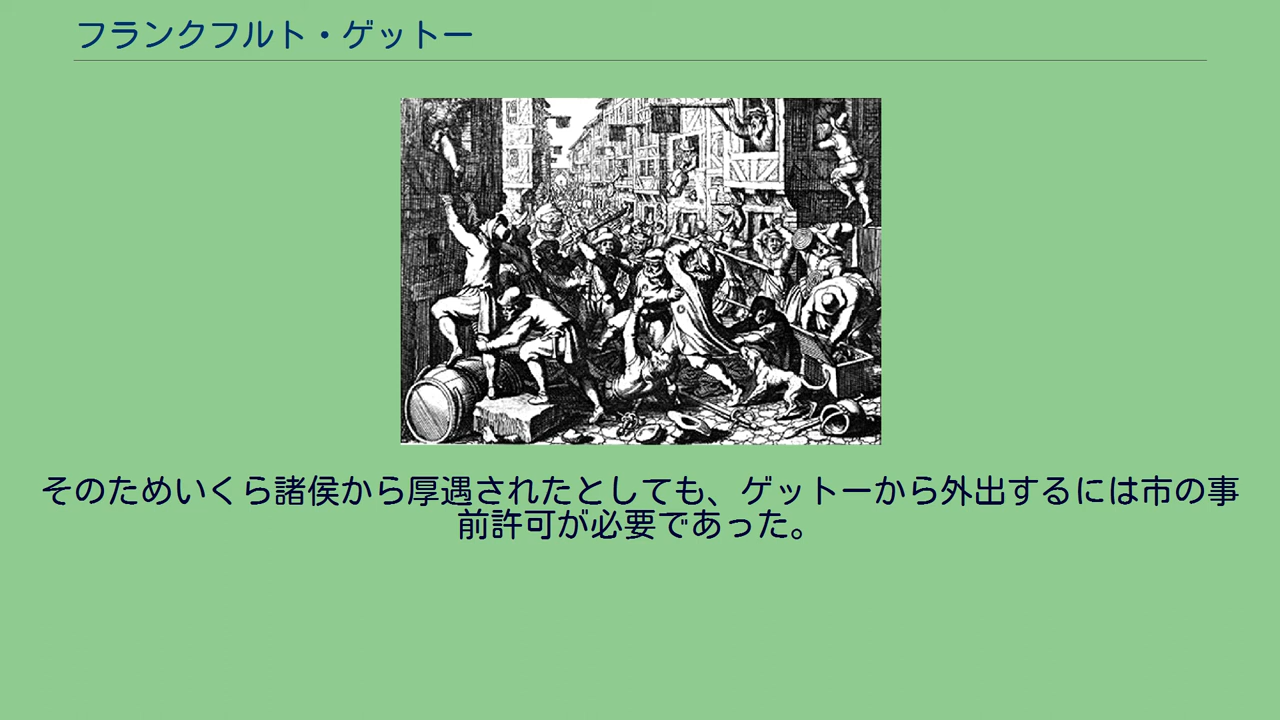 フランクフルト・ゲットー
そのためいくら諸侯から厚遇されたとしても、ゲットーから外出するには市の事
前許可が必要であった。